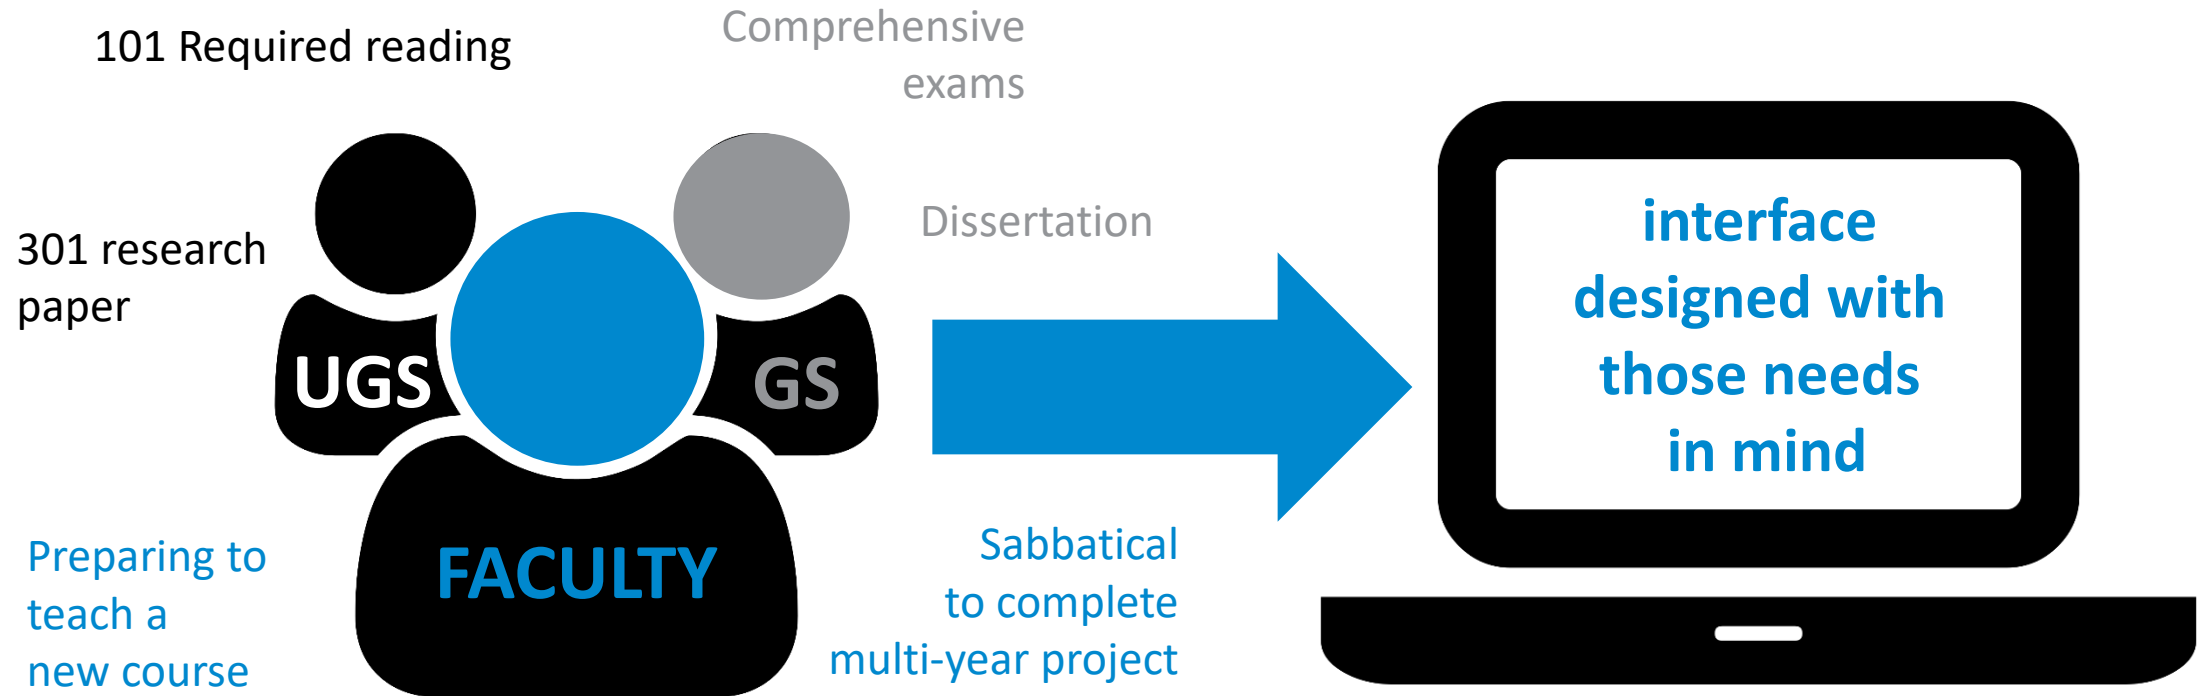 101 Required reading
Comprehensive
exams
301 research
paper
Dissertation
UGS
GS
FACULTY
Preparing to
teach a
new course
Sabbatical
to complete
multi-year project
interface
designed with
those needs
in mind